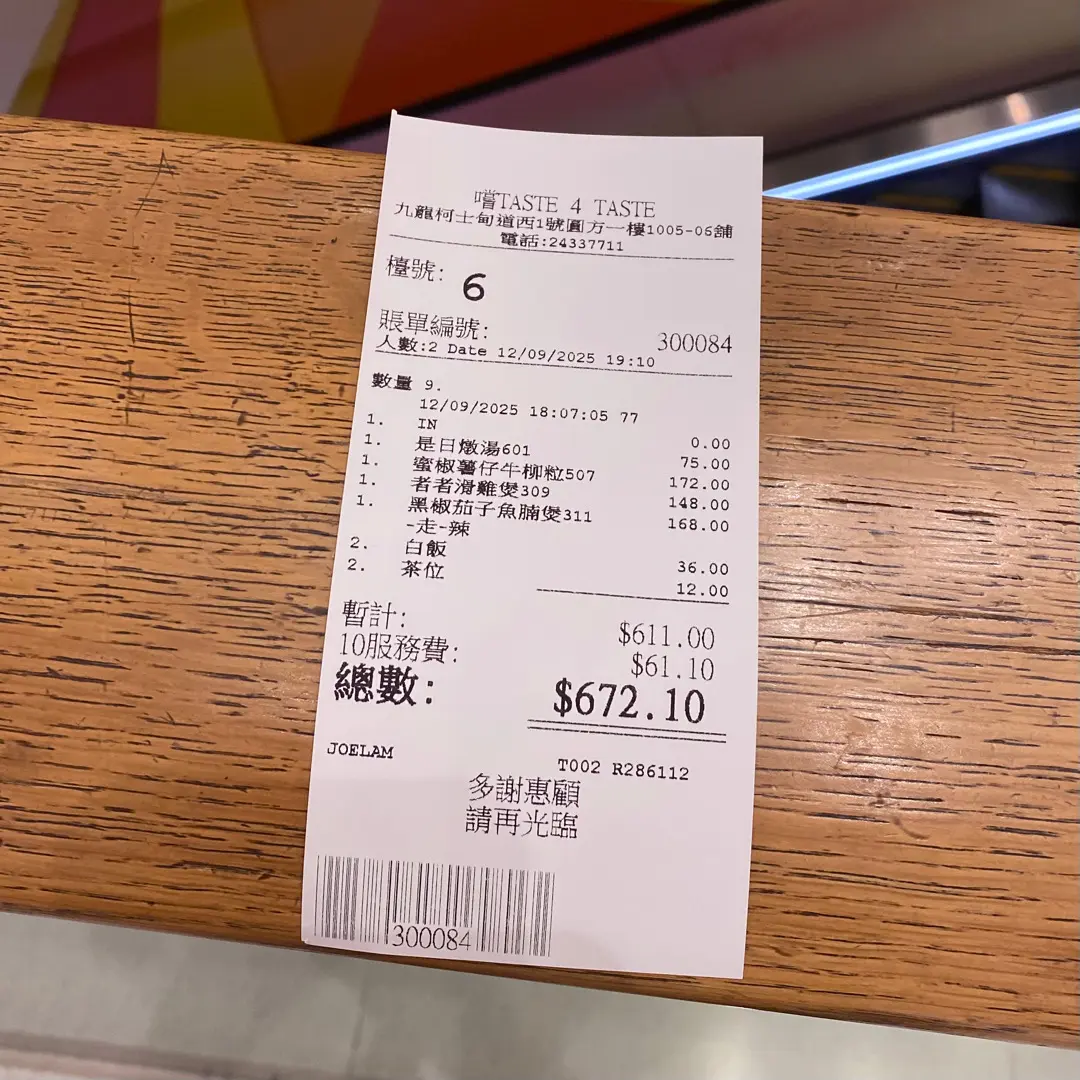 嚐TASTE 4 TASTE
九龍柯士甸道西1號圓方一樓1005-06舖
電話:24337711
檯號: 6
賬單編號: 300084
人數:2 Date 12/09/2025 19:10
數量 9.
12/09/2025 18:07:05 77
1. IN 0.00
1. 是日燉湯601 75.00
1. 蜜椒薯仔牛柳粒507 172.00
1. 者者滑雞煲309 148.00
1. 黑椒茄子魚腩煲311 168.00
-走-辣
2. 白飯 36.00
2. 茶位 12.00
暫計: $611.00
10服務費: $61.10
總數: $672.10
JOELAM T002 R286112
多謝惠顧
請再光臨
300084